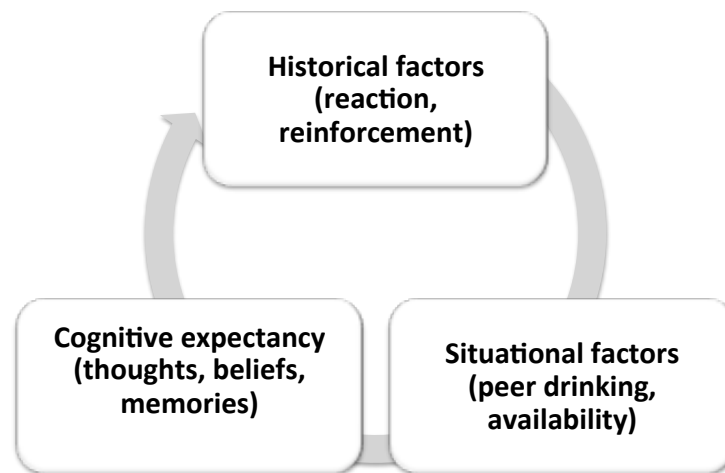 Historical factors
(reaction,
reinforcement)
Cognitive expectancy
(thoughts, beliefs,
memories)
Situational factors
(peer drinking,
availability)